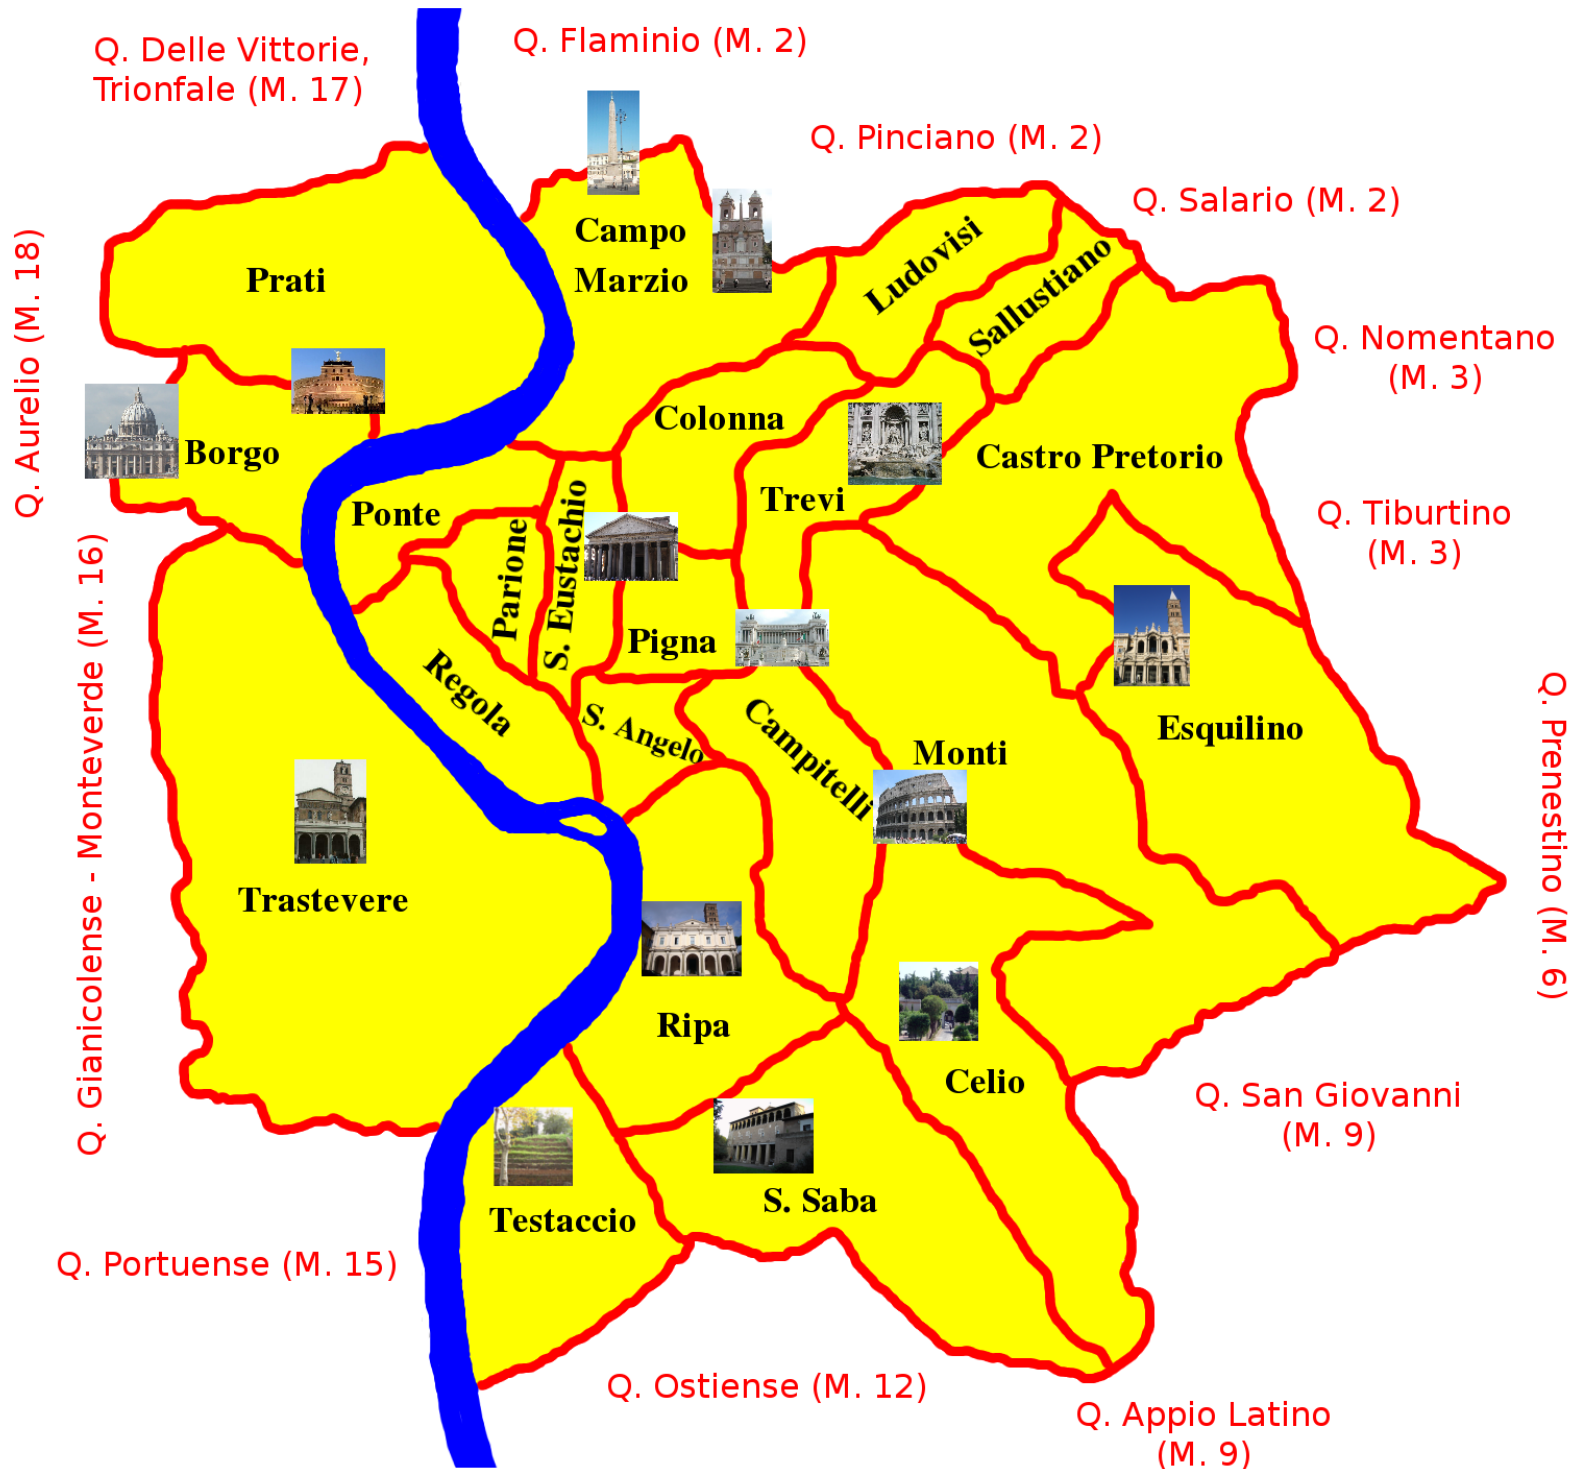 Q. Delle Vittorie,
Trionfale (M. 17)
Q. Flaminio (M. 2)
Q. Pinciano (M. 2)
Q. Salario (M. 2)
Q. Aurelio (M. 18)
Prati
Campo
Marzio
Ludovisi
Sallustiano
Q. Nomentano
(M. 3)
Borgo
Colonna
Castro Pretorio
Ponte
Trevi
Q. Tiburtino
(M. 3)
Parione
S. Eustachio
Pigna
Q. Gianicolense - Monteverde (M. 16)
Regola
S. Angelo
Campitelli
Monti
Esquilino
Q. Prenestino (M. 6)
Trastevere
Ripa
Celio
Q. San Giovanni
(M. 9)
S. Saba
Testaccio
Q. Portuense (M. 15)
Q. Ostiense (M. 12)
Q. Appio Latino
(M. 9)